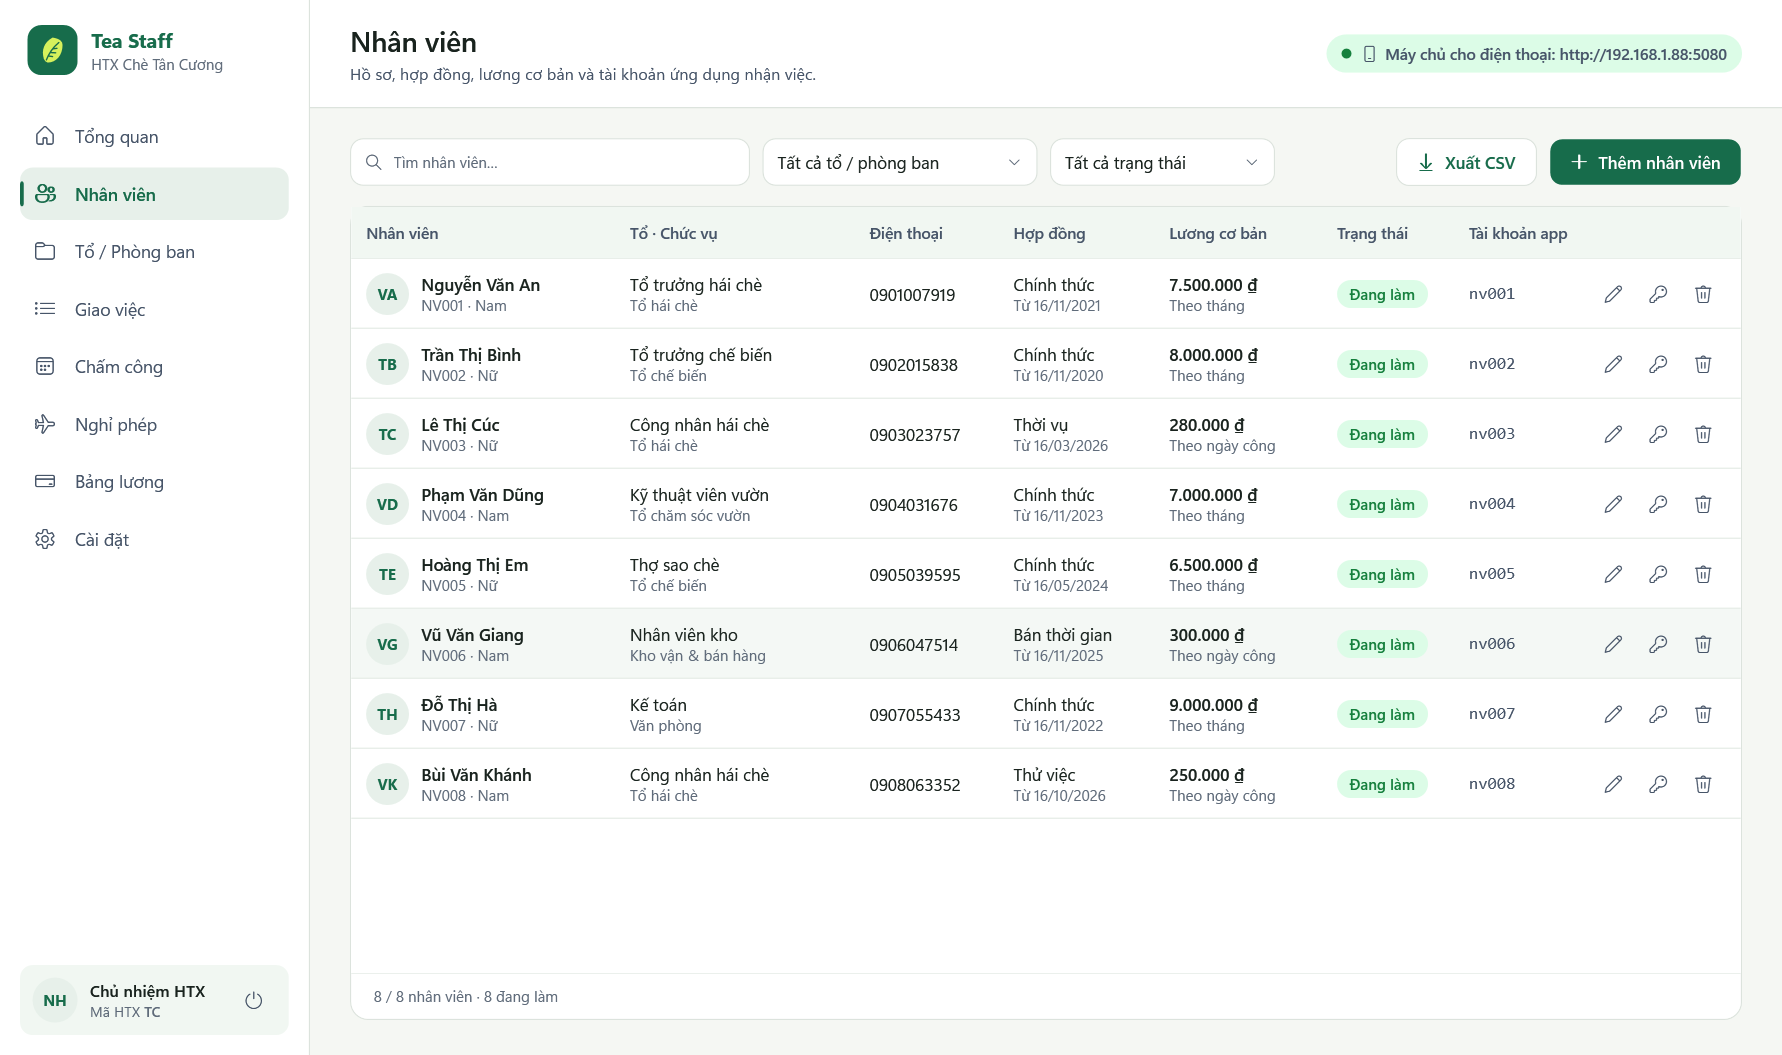 Tea Staff
HTX Chè Tân Cương
Tổng quan
Nhân viên
Tổ / Phòng ban
Giao việc
Chấm công
Nghỉ phép
Bảng lương
Cài đặt
NH
Chủ nhiệm HTX
Mã HTX TC
Nhân viên
Hồ sơ, hợp đồng, lương cơ bản và tài khoản ứng dụng nhận việc.
Máy chủ cho điện thoại: http://192.168.1.88:5080
Tìm nhân viên...
Tất cả tổ / phòng ban
Tất cả trạng thái
Xuất CSV
Thêm nhân viên
Nhân viên Tổ · Chức vụ Điện thoại Hợp đồng Lương cơ bản Trạng thái Tài khoản app
VA Nguyễn Văn An Tổ trưởng hái chè 0901007919 Chính thức 7.500.000 ₫ Đang làm nv001
NV001 · Nam Tổ hái chè Từ 16/11/2021 Theo tháng
TB Trần Thị Bình Tổ trưởng chế biến 0902015838 Chính thức 8.000.000 ₫ Đang làm nv002
NV002 · Nữ Tổ chế biến Từ 16/11/2020 Theo tháng
TC Lê Thị Cúc Công nhân hái chè 0903023757 Thời vụ 280.000 ₫ Đang làm nv003
NV003 · Nữ Tổ hái chè Từ 16/03/2026 Theo ngày công
VD Phạm Văn Dũng Kỹ thuật viên vườn 0904031676 Chính thức 7.000.000 ₫ Đang làm nv004
NV004 · Nam Tổ chăm sóc vườn Từ 16/11/2023 Theo tháng
TE Hoàng Thị Em Thợ sao chè 0905039595 Chính thức 6.500.000 ₫ Đang làm nv005
NV005 · Nữ Tổ chế biến Từ 16/05/2024 Theo tháng
VG Vũ Văn Giang Nhân viên kho 0906047514 Bán thời gian 300.000 ₫ Đang làm nv006
NV006 · Nam Kho vận & bán hàng Từ 16/11/2025 Theo ngày công
TH Đỗ Thị Hà Kế toán 0907055433 Chính thức 9.000.000 ₫ Đang làm nv007
NV007 · Nữ Văn phòng Từ 16/11/2022 Theo tháng
VK Bùi Văn Khánh Công nhân hái chè 0908063352 Thử việc 250.000 ₫ Đang làm nv008
NV008 · Nam Tổ hái chè Từ 16/10/2026 Theo ngày công
8 / 8 nhân viên · 8 đang làm